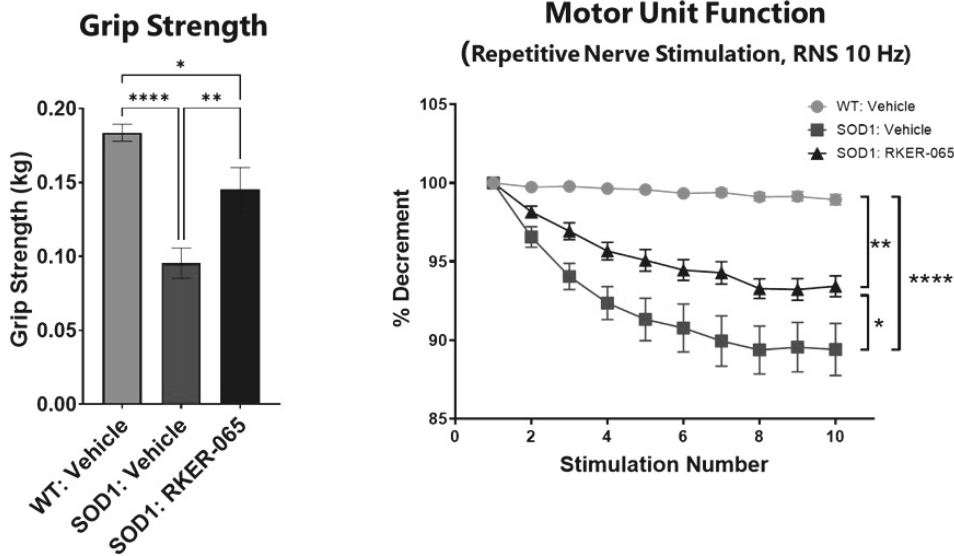 Grip Strength
*
**** **
0.20
0.15
0.10
0.05
0.00
Grip Strength (kg)
WT: Vehicle
SOD1: Vehicle
SOD1: RKER-065
Motor Unit Function
(Repetitive Nerve Stimulation, RNS 10 Hz)
WT: Vehicle
SOD1: Vehicle
SOD1: RKER-065
105
100
95
90
85
% Decrement
**
****
*
0 2 4 6 8 10
Stimulation Number